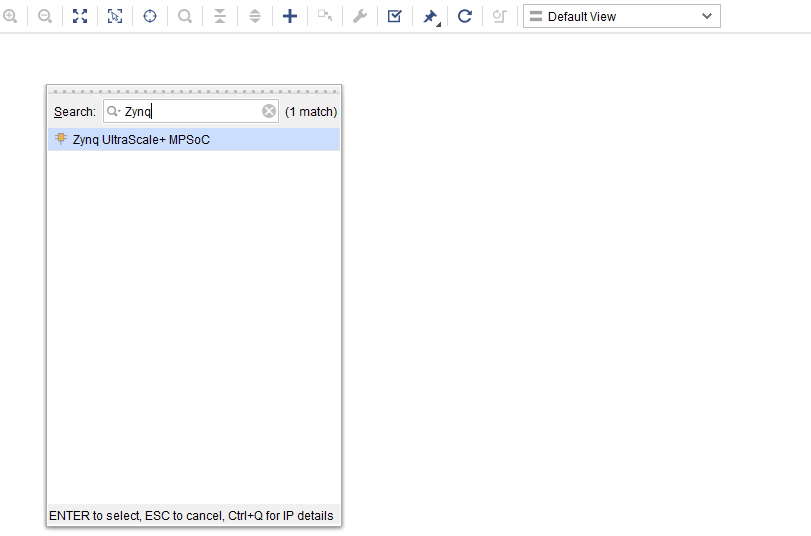 Default View
Search: Zynq (1 match)
Zynq UltraScale+ MPSoC
ENTER to select, ESC to cancel, Ctrl+Q for IP details